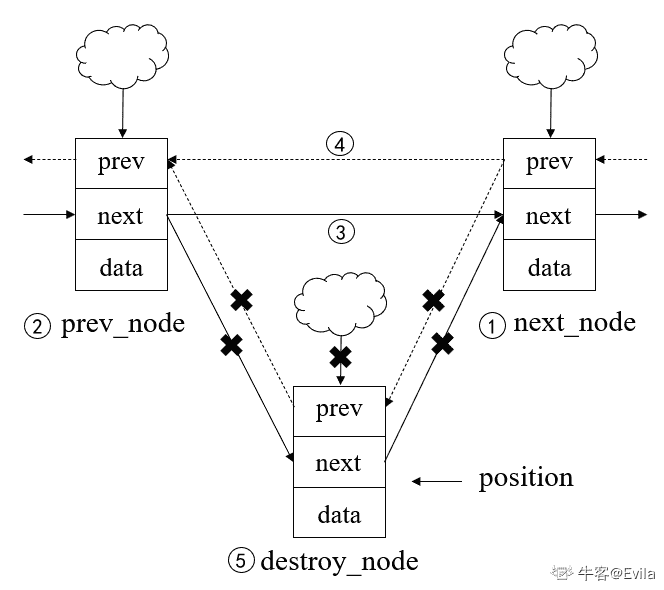 ④
prev
prev
next
next
③
data
data
② prev_node
① next_node
prev
next
position
data
⑤ destroy_node
牛客@Evila